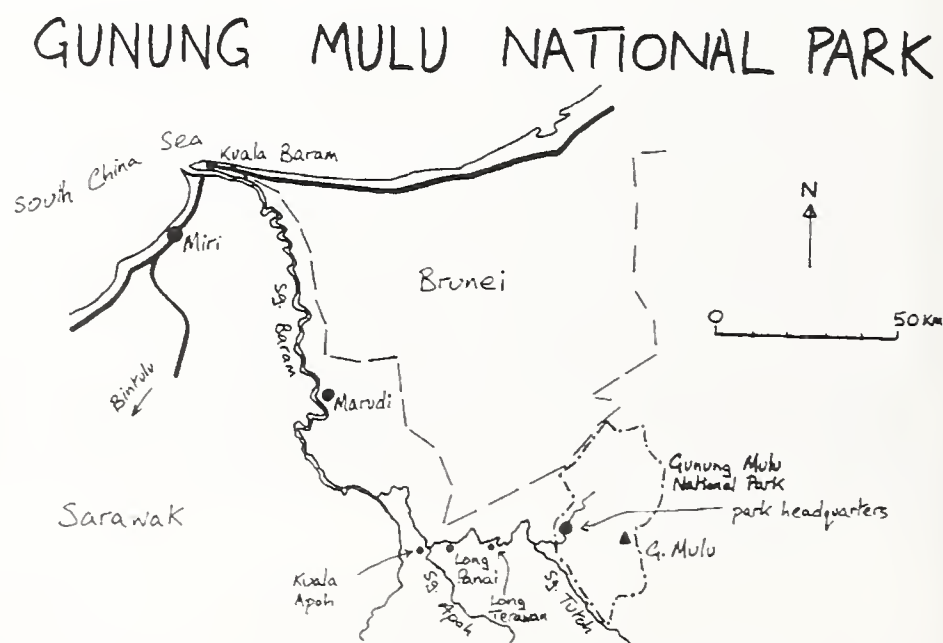 GUNUNG MULU NATIONAL PARK
South China Sea
Kuala Baram
N
Miri
Brunei
Sg. Baram
0
50 Km
Bintulu
Marudi
Gunung Mulu
National Park
park headquarters
Sarawak
G. Mulu
Kuala
Apoh
Long
Panai
Long
Terawan
Sg. Apoh
Sg. Tutoh